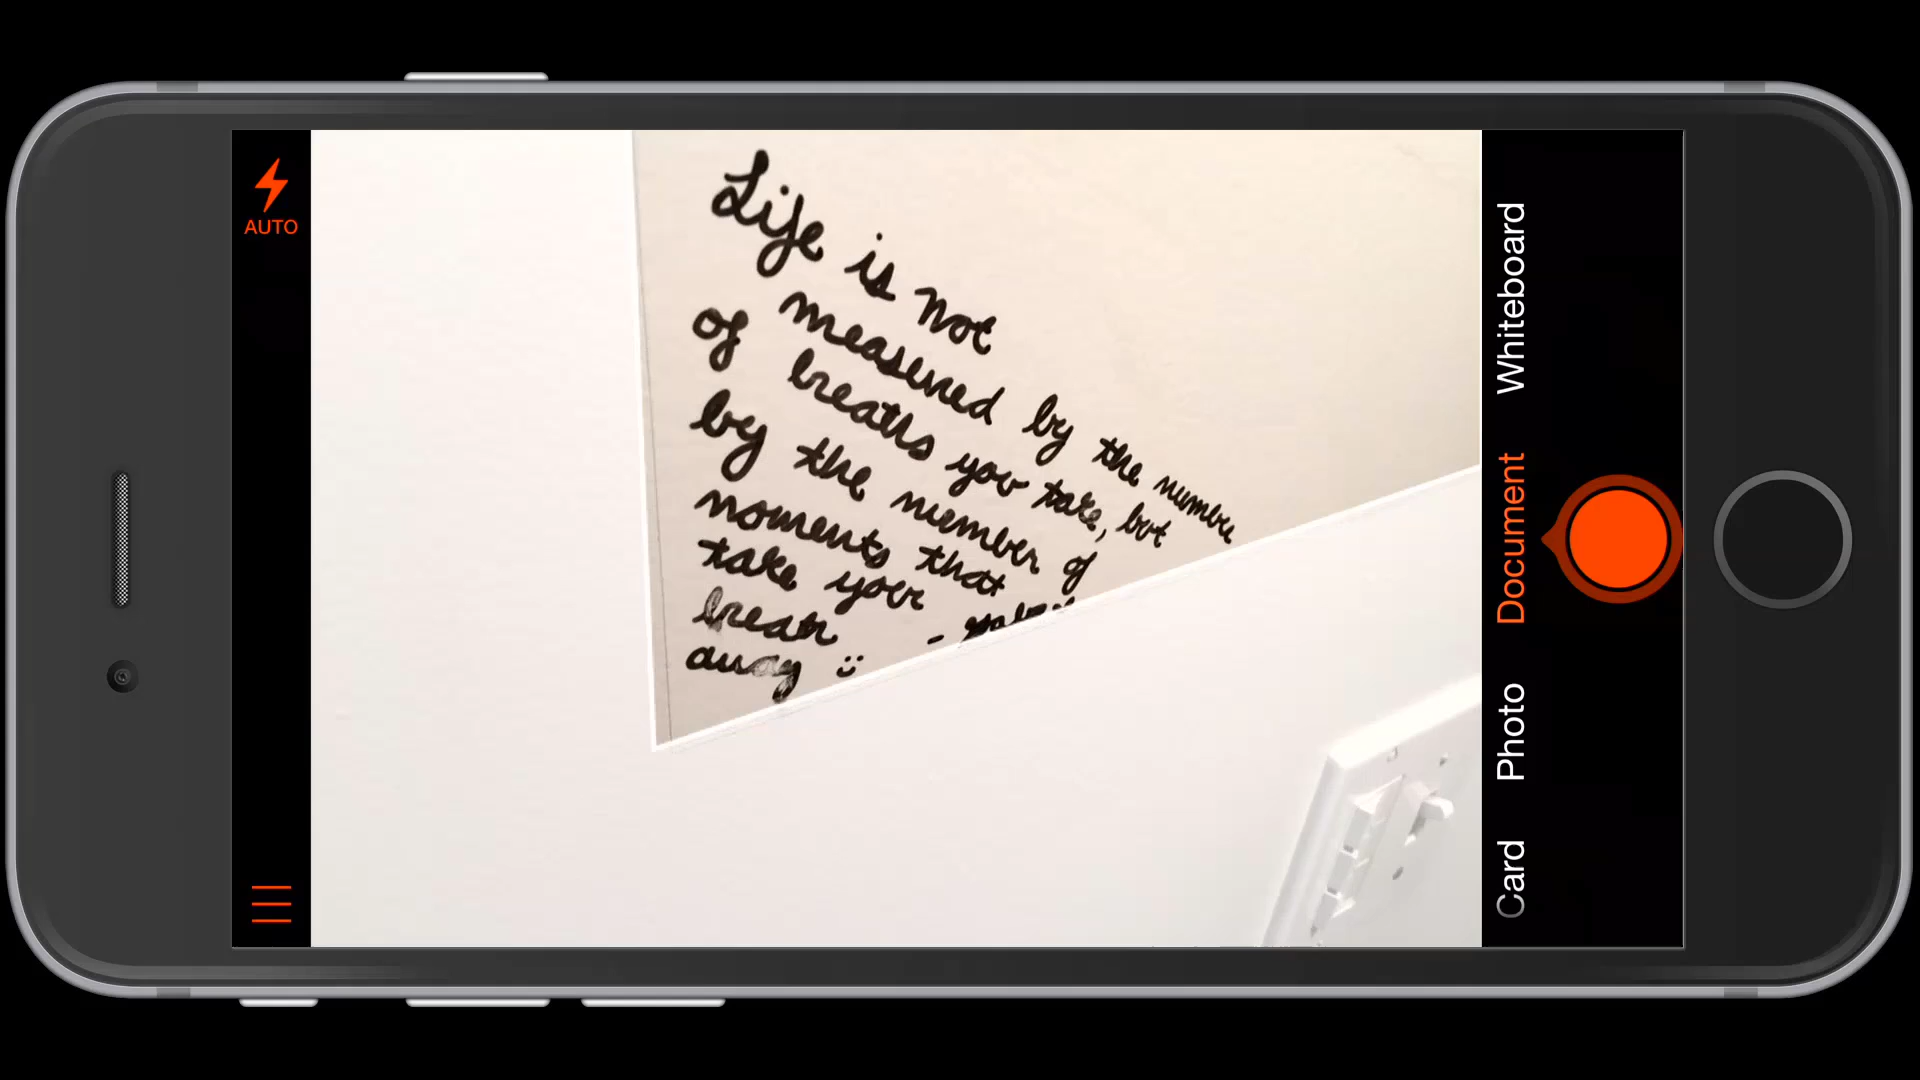 AUTO
Life is not
measured by the number
of breaths you take, but
by the number of
moments that
take your
breath
away :)
Whiteboard
Document
Photo
Card